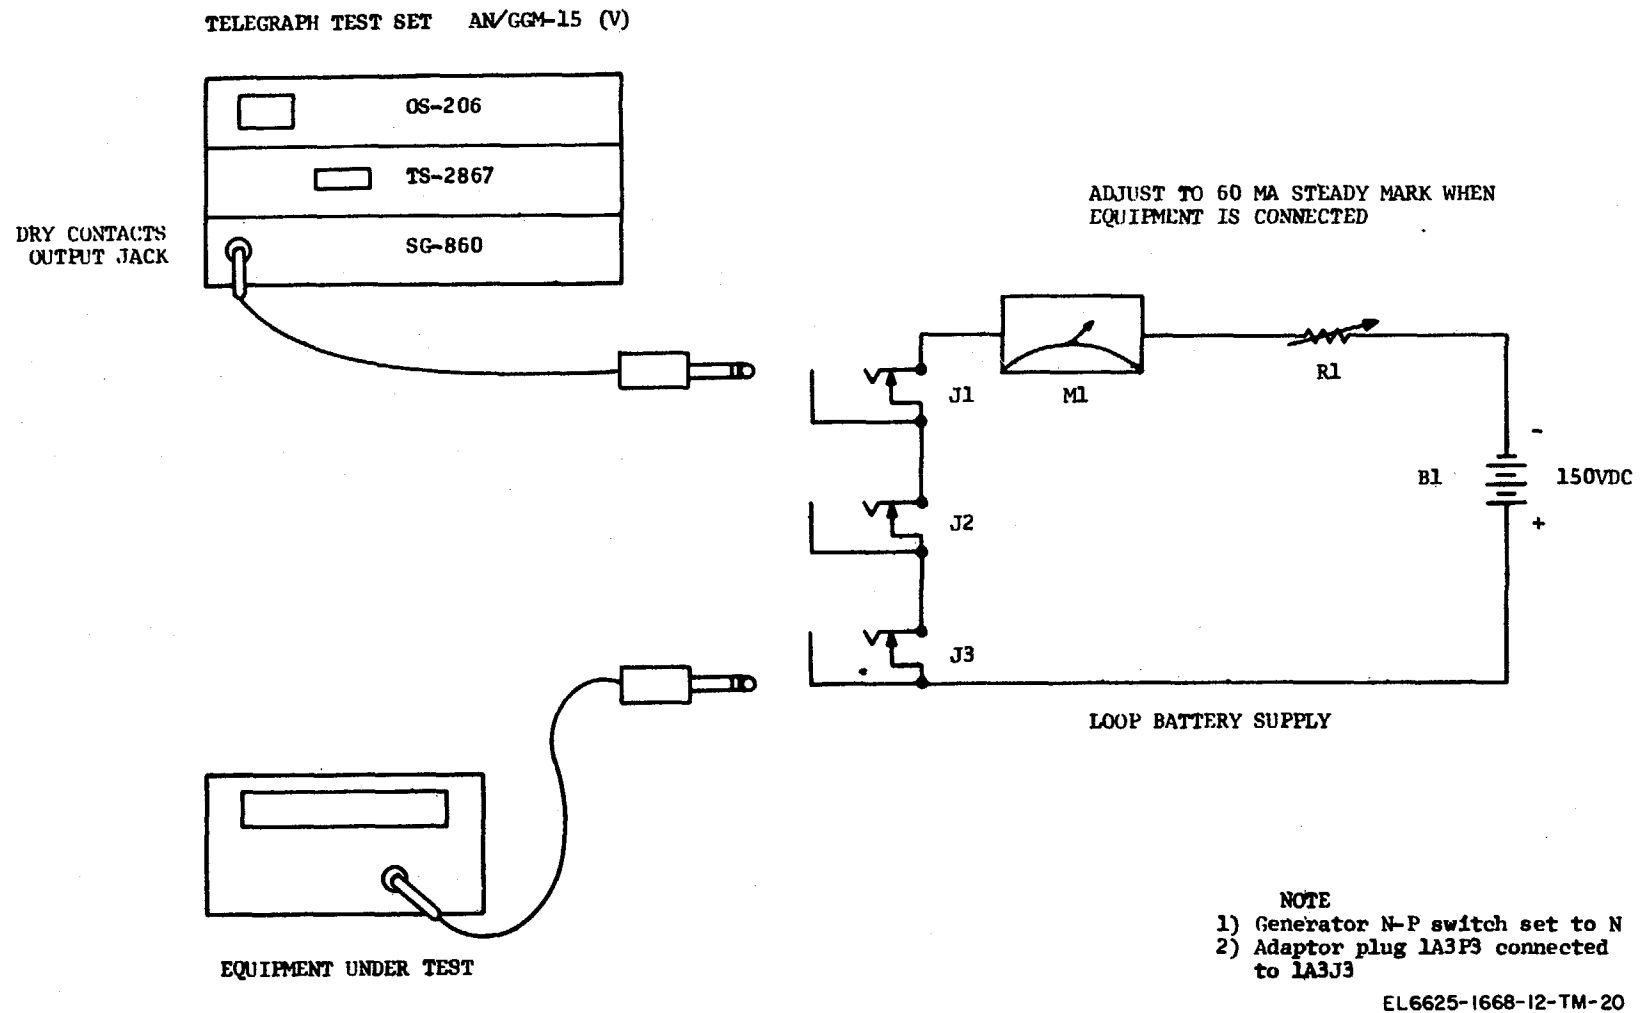 TELEGRAPH TEST SET AN/GGM-15 (V)
OS-206
TS-2867
SG-860
DRY CONTACTS
OUTPUT JACK
ADJUST TO 60 MA STEADY MARK WHEN
EQUIPMENT IS CONNECTED
J1
M1
R1
-
B1
150VDC
+
J2
J3
LOOP BATTERY SUPPLY
EQUIPMENT UNDER TEST
NOTE
1) Generator N-P switch set to N
2) Adaptor plug 1A3P3 connected
to 1A3J3
EL6625-1668-12-TM-20